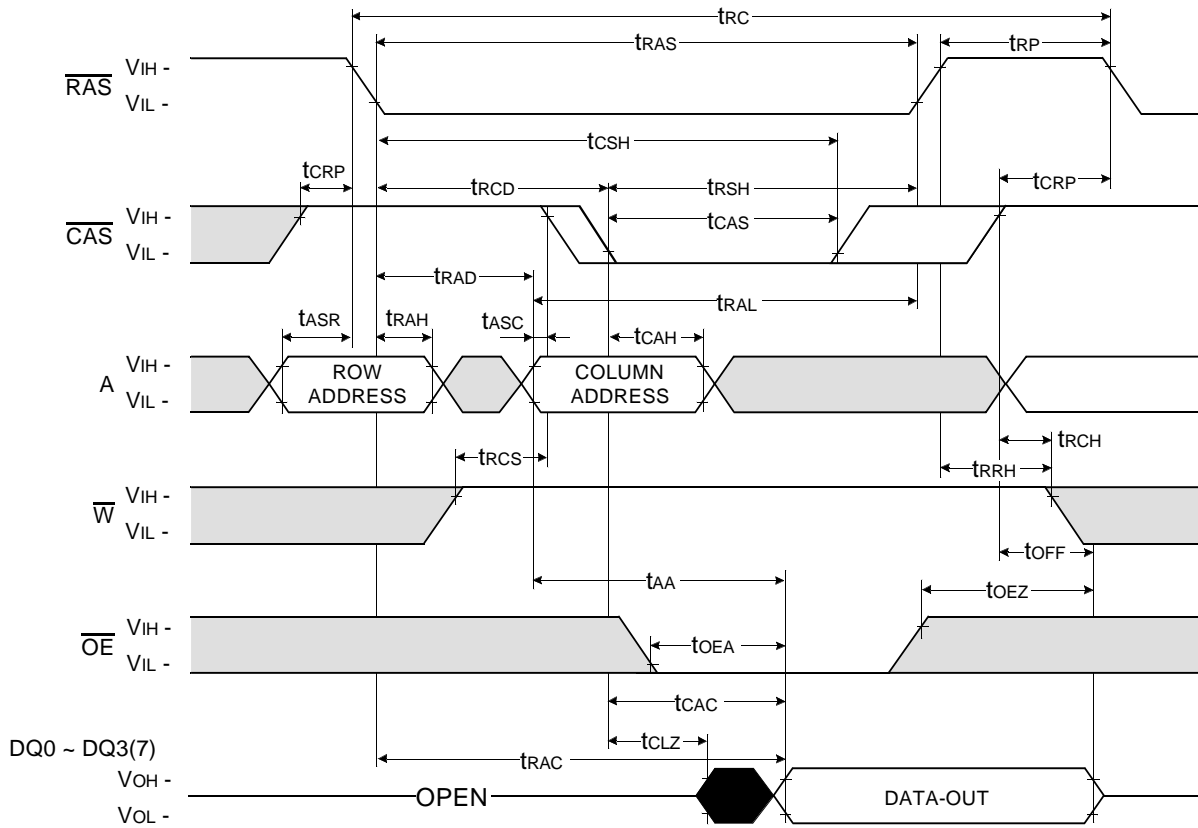 tRC
tRAS
tRP
RAS
VIH -
VIL -
tCSH
tCRP
tRCD
tRSH
tCRP
CAS
VIH -
VIL -
tCAS
tRAD
tRAL
tASR
tRAH
tASC
tCAH
A
VIH -
VIL -
ROW
ADDRESS
COLUMN
ADDRESS
tRCS
tRCH
tRRH
W
VIH -
VIL -
tOFF
tAA
tOEZ
OE
VIH -
VIL -
tOEA
tCAC
DQ0 ~ DQ3(7)
tCLZ
tRAC
VOH -
VOL -
OPEN
DATA-OUT